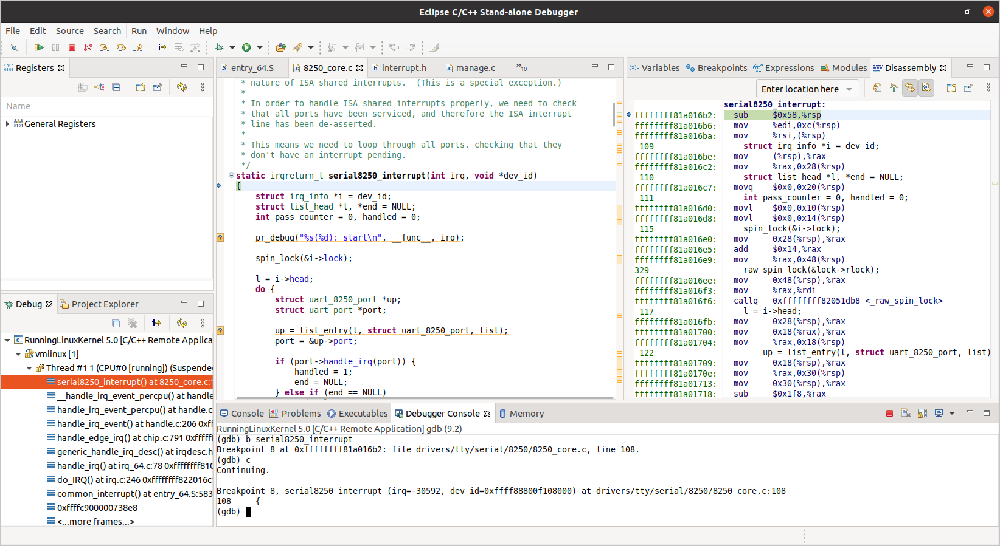 Eclipse C/C++ Stand-alone Debugger
File Edit Source Search Run Window Help
Registers
Name
General Registers
Debug Project Explorer
RunningLinuxKernel 5.0 [C/C++ Remote Applica
vmlinux [1]
Thread #1 1 (CPU#0 [running]) (Suspended
serial8250_interrupt() at 8250_core.c:
__handle_irq_event_percpu() at handle
handle_irq_event_percpu() at handle.c
handle_irq_event() at handle.c:206 0xff
handle_edge_irq() at chip.c:791 0xffffff
generic_handle_irq_desc() at irqdesc.h
handle_irq() at irq_64.c:78 0xffffffff810
do_IRQ() at irq.c:246 0xffffffff822016c
common_interrupt() at entry_64.S:583
0xffffc900000738e8
<...more frames...>
entry_64.S 8250_core.c interrupt.h manage.c »10
* nature of ISA shared interrupts.  (This is a special exception.)
*
* In order to handle ISA shared interrupts properly, we need to check
* that all ports have been serviced, and therefore the ISA interrupt
* line has been de-asserted.
*
* This means we need to loop through all ports. checking that they
* don't have an interrupt pending.
*/
static irqreturn_t serial8250_interrupt(int irq, void *dev_id)
{
struct irq_info *i = dev_id;
struct list_head *l, *end = NULL;
int pass_counter = 0, handled = 0;
pr_debug("%s(%d): start\n", __func__, irq);
spin_lock(&i->lock);
l = i->head;
do {
struct uart_8250_port *up;
struct uart_port *port;
up = list_entry(l, struct uart_8250_port, list);
port = &up->port;
if (port->handle_irq(port)) {
handled = 1;
end = NULL;
} else if (end == NULL)
(x)= Variables Breakpoints Expressions Modules Disassembly
Enter location here
serial8250_interrupt:
ffffffff81a016b2: sub $0x58,%rsp
ffffffff81a016b6: mov %edi,0xc(%rsp)
ffffffff81a016ba: mov %rsi,(%rsp)
109 struct irq_info *i = dev_id;
ffffffff81a016be: mov (%rsp),%rax
ffffffff81a016c2: mov %rax,0x28(%rsp)
110 struct list_head *l, *end = NULL;
ffffffff81a016c7: movq $0x0,0x20(%rsp)
111 int pass_counter = 0, handled = 0;
ffffffff81a016d0: movl $0x0,0x10(%rsp)
ffffffff81a016d8: movl $0x0,0x14(%rsp)
115 spin_lock(&i->lock);
ffffffff81a016e0: mov 0x28(%rsp),%rax
ffffffff81a016e5: add $0x14,%rax
ffffffff81a016e9: mov %rax,0x48(%rsp)
329 raw_spin_lock(&lock->rlock);
ffffffff81a016ee: mov 0x48(%rsp),%rax
ffffffff81a016f3: mov %rax,%rdi
ffffffff81a016f6: callq 0xffffffff82051db8 <_raw_spin_lock>
117 l = i->head;
ffffffff81a016fb: mov 0x28(%rsp),%rax
ffffffff81a01700: mov 0x18(%rax),%rax
ffffffff81a01704: mov %rax,0x18(%rsp)
122 up = list_entry(l, struct uart_8250_port, list)
ffffffff81a01709: mov 0x18(%rsp),%rax
ffffffff81a0170e: mov %rax,0x30(%rsp)
ffffffff81a01713: mov 0x30(%rsp),%rax
ffffffff81a01718: sub $0x1f8,%rax
Console Problems Executables Debugger Console Memory
RunningLinuxKernel 5.0 [C/C++ Remote Application] gdb (9.2)
(gdb) b serial8250_interrupt
Breakpoint 8 at 0xffffffff81a016b2: file drivers/tty/serial/8250/8250_core.c, line 108.
(gdb) c
Continuing.
Breakpoint 8, serial8250_interrupt (irq=-30592, dev_id=0xffff88800f108000) at drivers/tty/serial/8250/8250_core.c:108
108 {
(gdb)